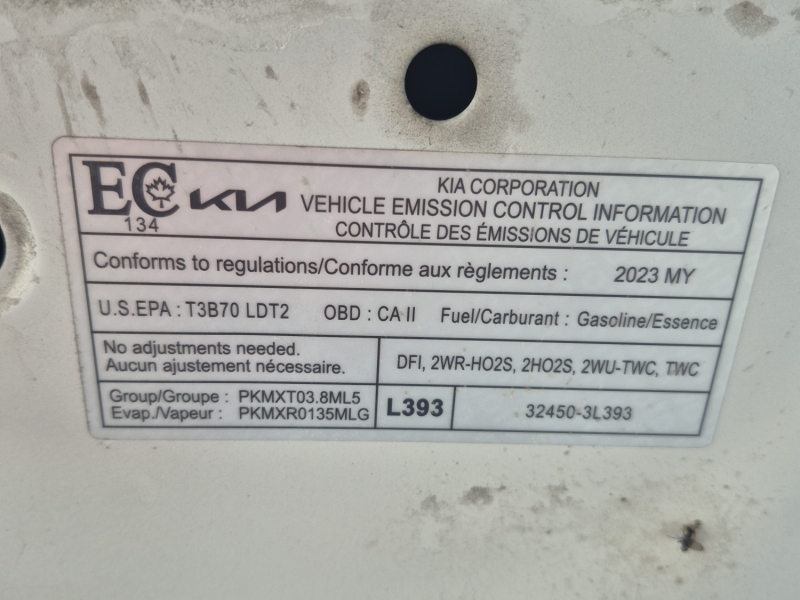 EC KIA
134
KIA CORPORATION
VEHICLE EMISSION CONTROL INFORMATION
CONTRÔLE DES ÉMISSIONS DE VÉHICULE
Conforms to regulations/Conforme aux règlements : 2023 MY
U.S.EPA : T3B70 LDT2 OBD : CA II Fuel/Carburant : Gasoline/Essence
No adjustments needed.
Aucun ajustement nécessaire.
DFI, 2WR-HO2S, 2HO2S, 2WU-TWC, TWC
Group/Groupe : PKMXT03.8ML5
Evap./Vapeur : PKMXR0135MLG
L393
32450-3L393